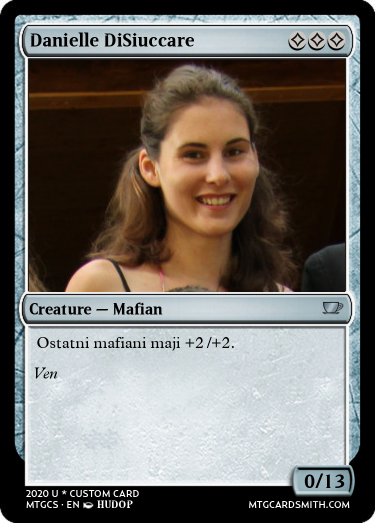 Danielle DiSiuccare
Creature — Mafian
Ostatni mafiani maji +2/+2.
Ven
0/13
2020 U * CUSTOM CARD
MTGCS • EN HUDOP
MTGCARDSMITH.COM